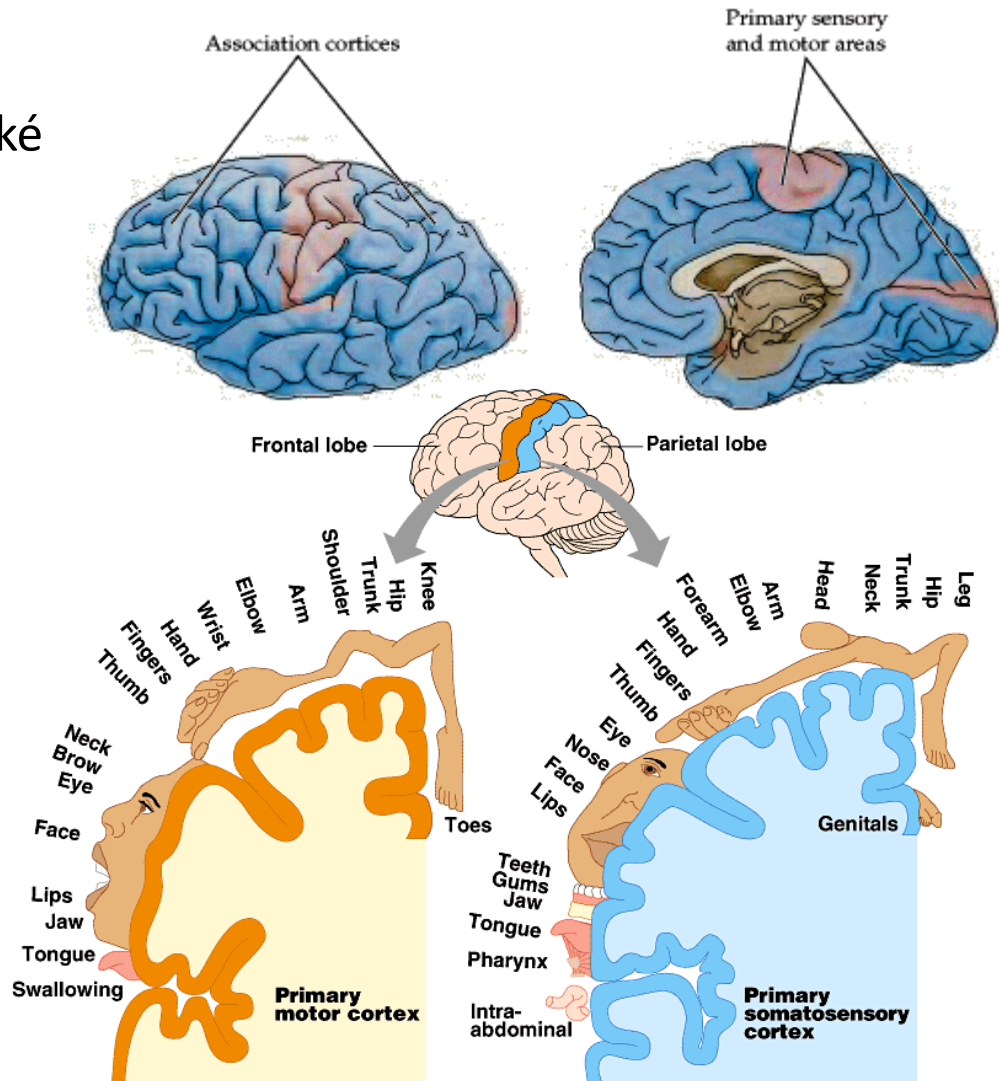 Association cortices
Primary sensory
and motor areas
ké
Frontal lobe
Parietal lobe
Knee
Hip
Trunk
Shoulder
Arm
Elbow
Wrist
Hand
Fingers
Thumb
Neck
Brow
Eye
Face
Lips
Jaw
Tongue
Swallowing
Toes
Primary
motor cortex
Leg
Hip
Trunk
Neck
Head
Arm
Elbow
Forearm
Hand
Fingers
Thumb
Eye
Nose
Face
Lips
Teeth
Gums
Jaw
Tongue
Pharynx
Intra-
abdominal
Genitals
Primary
somatosensory
cortex